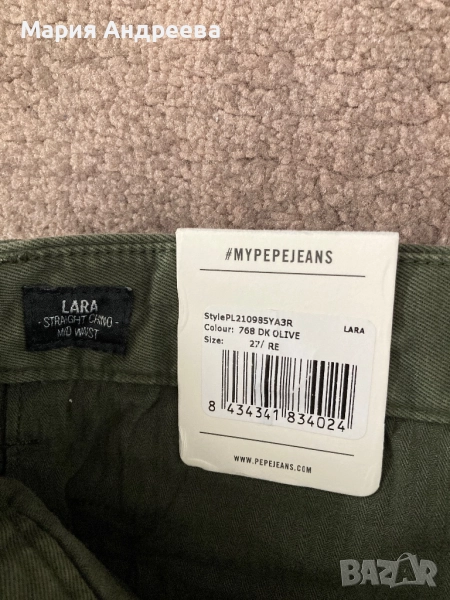 Мария Андреева
#MYPEPEJEANS
StylePL210985YA3R
Colour: 768 DK OLIVE LARA
Size: 27/ RE
8 434341 834024
WWW.PEPEJEANS.COM
LARA
- STRAIGHT CHINO -
MID WAIST
BAZAR